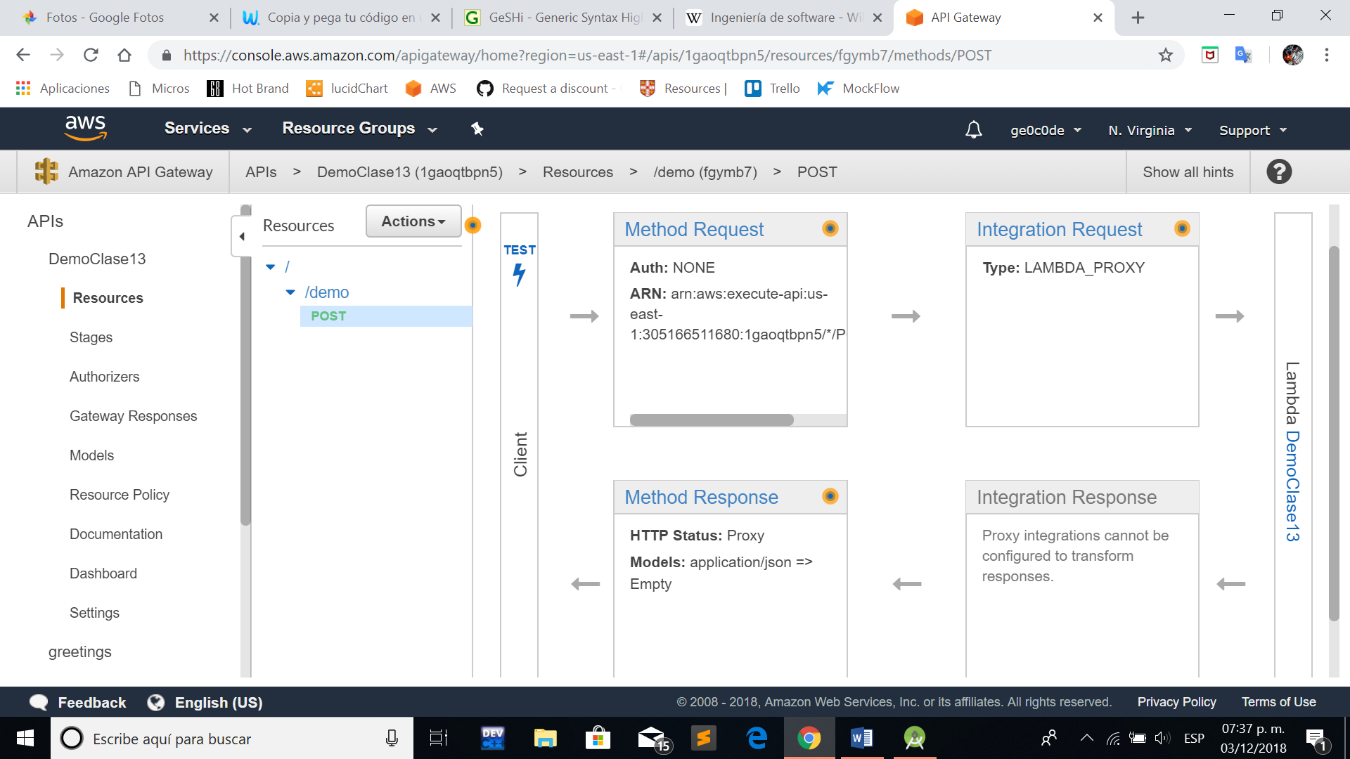 Fotos - Google Fotos
Copia y pega tu código en
GeSHi - Generic Syntax Hig
Ingeniería de software - Wi
API Gateway
https://console.aws.amazon.com/apigateway/home?region=us-east-1#/apis/1gaoqtbpn5/resources/fgymb7/methods/POST
Aplicaciones
Micros
Hot Brand
lucidChart
AWS
Request a discount -
Resources |
Trello
MockFlow
aws
Services
Resource Groups
ge0c0de
N. Virginia
Support
Amazon API Gateway
APIs > DemoClase13 (1gaoqtbpn5) > Resources > /demo (fgymb7) > POST
Show all hints
?
APIs
DemoClase13
Resources
Stages
Authorizers
Gateway Responses
Models
Resource Policy
Documentation
Dashboard
Settings
greetings
Resources
Actions
/
/demo
POST
TEST
Client
Method Request
Auth: NONE
ARN: arn:aws:execute-api:us-
east-
1:305166511680:1gaoqtbpn5/*/P
Integration Request
Type: LAMBDA_PROXY
Lambda DemoClase13
Method Response
HTTP Status: Proxy
Models: application/json =>
Empty
Integration Response
Proxy integrations cannot be
configured to transform
responses.
Feedback
English (US)
© 2008 - 2018, Amazon Web Services, Inc. or its affiliates. All rights reserved.
Privacy Policy
Terms of Use
Escribe aquí para buscar
DEV
15
ESP
07:37 p. m.
03/12/2018
1